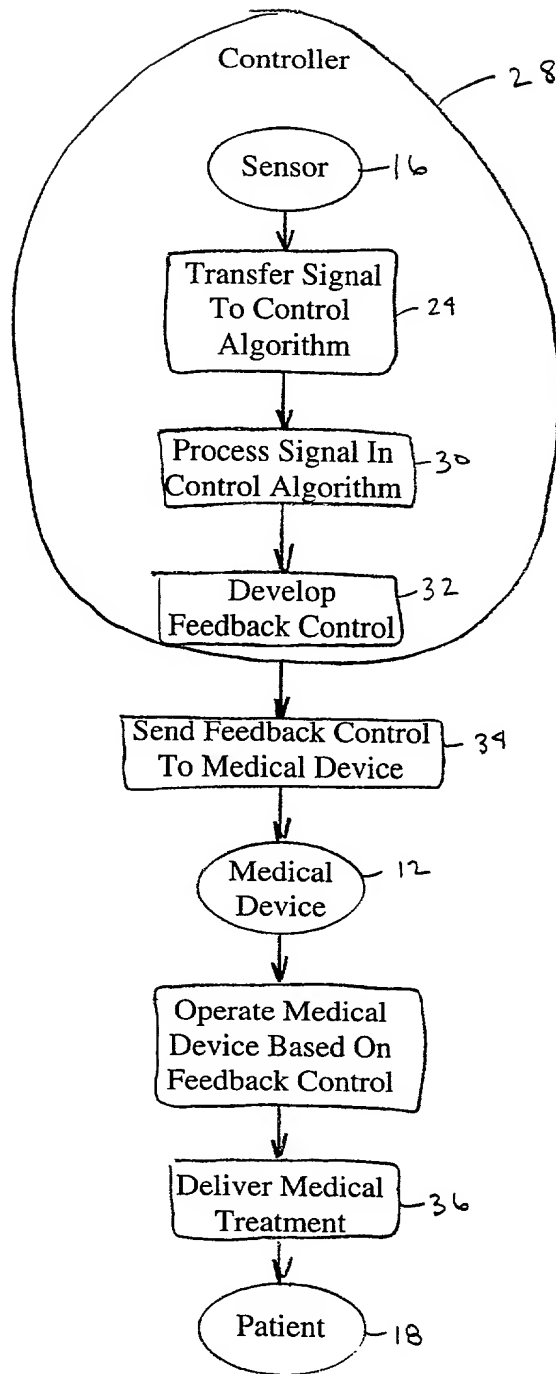 Controller
28
Sensor
16
Transfer Signal
To Control
Algorithm
29
Process Signal In
Control Algorithm
30
Develop
Feedback Control
32
Send Feedback Control
To Medical Device
34
Medical
Device
12
Operate Medical
Device Based On
Feedback Control
Deliver Medical
Treatment
36
Patient
18